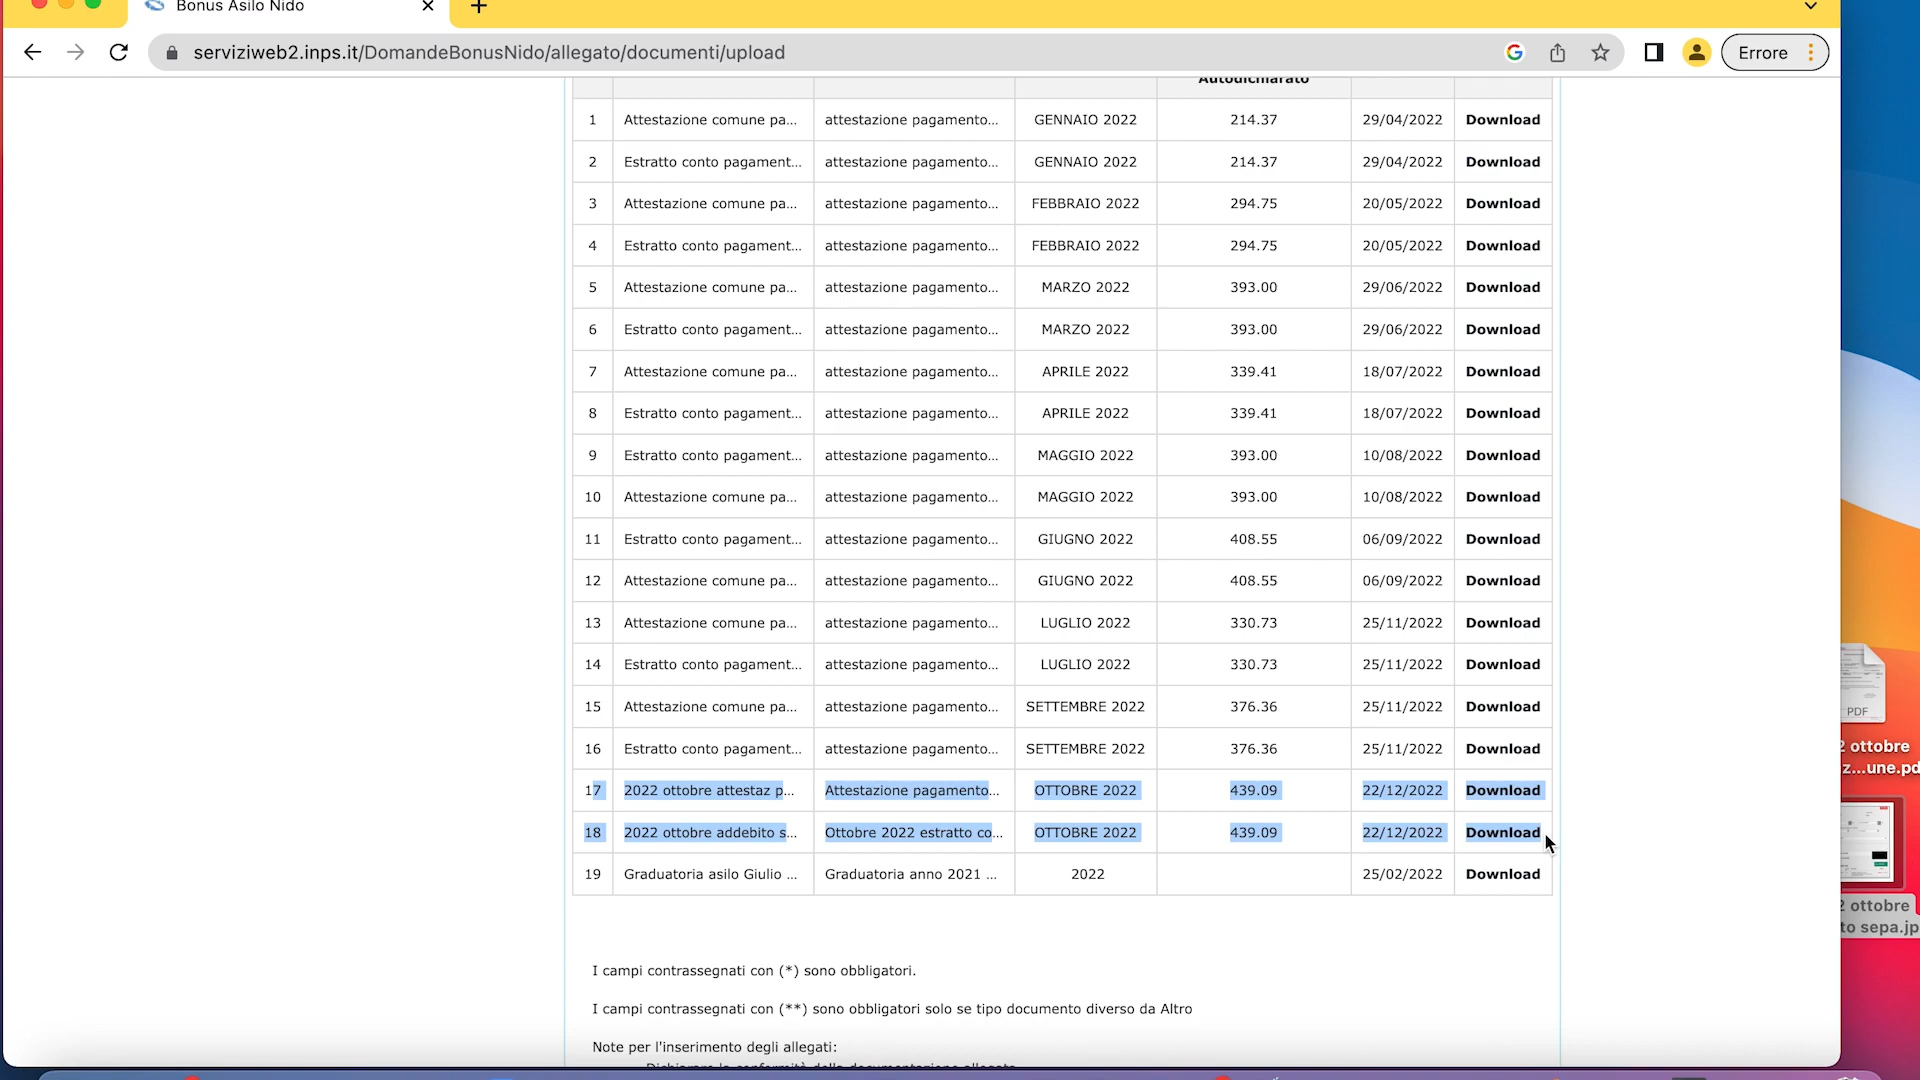 Bonus Asilo Nido
serviziweb2.inps.it/DomandeBonusNido/allegato/documenti/upload
Errore
Autodichiarato
1 Attestazione comune pa... attestazione pagamento... GENNAIO 2022 214.37 29/04/2022 Download
2 Estratto conto pagament... attestazione pagamento... GENNAIO 2022 214.37 29/04/2022 Download
3 Attestazione comune pa... attestazione pagamento... FEBBRAIO 2022 294.75 20/05/2022 Download
4 Estratto conto pagament... attestazione pagamento... FEBBRAIO 2022 294.75 20/05/2022 Download
5 Attestazione comune pa... attestazione pagamento... MARZO 2022 393.00 29/06/2022 Download
6 Estratto conto pagament... attestazione pagamento... MARZO 2022 393.00 29/06/2022 Download
7 Attestazione comune pa... attestazione pagamento... APRILE 2022 339.41 18/07/2022 Download
8 Estratto conto pagament... attestazione pagamento... APRILE 2022 339.41 18/07/2022 Download
9 Estratto conto pagament... attestazione pagamento... MAGGIO 2022 393.00 10/08/2022 Download
10 Attestazione comune pa... attestazione pagamento... MAGGIO 2022 393.00 10/08/2022 Download
11 Estratto conto pagament... attestazione pagamento... GIUGNO 2022 408.55 06/09/2022 Download
12 Attestazione comune pa... attestazione pagamento... GIUGNO 2022 408.55 06/09/2022 Download
13 Attestazione comune pa... attestazione pagamento... LUGLIO 2022 330.73 25/11/2022 Download
14 Estratto conto pagament... attestazione pagamento... LUGLIO 2022 330.73 25/11/2022 Download
15 Attestazione comune pa... attestazione pagamento... SETTEMBRE 2022 376.36 25/11/2022 Download
16 Estratto conto pagament... attestazione pagamento... SETTEMBRE 2022 376.36 25/11/2022 Download
17 2022 ottobre attestaz p... Attestazione pagamento... OTTOBRE 2022 439.09 22/12/2022 Download
18 2022 ottobre addebito s... Ottobre 2022 estratto co... OTTOBRE 2022 439.09 22/12/2022 Download
19 Graduatoria asilo Giulio ... Graduatoria anno 2021 ... 2022 25/02/2022 Download
I campi contrassegnati con (*) sono obbligatori.
I campi contrassegnati con (**) sono obbligatori solo se tipo documento diverso da Altro
Note per l'inserimento degli allegati:
Dichiarare la conformità della documentazione allegata
PDF
2 ottobre
z...une.pd
2 ottobre
to sepa.jp